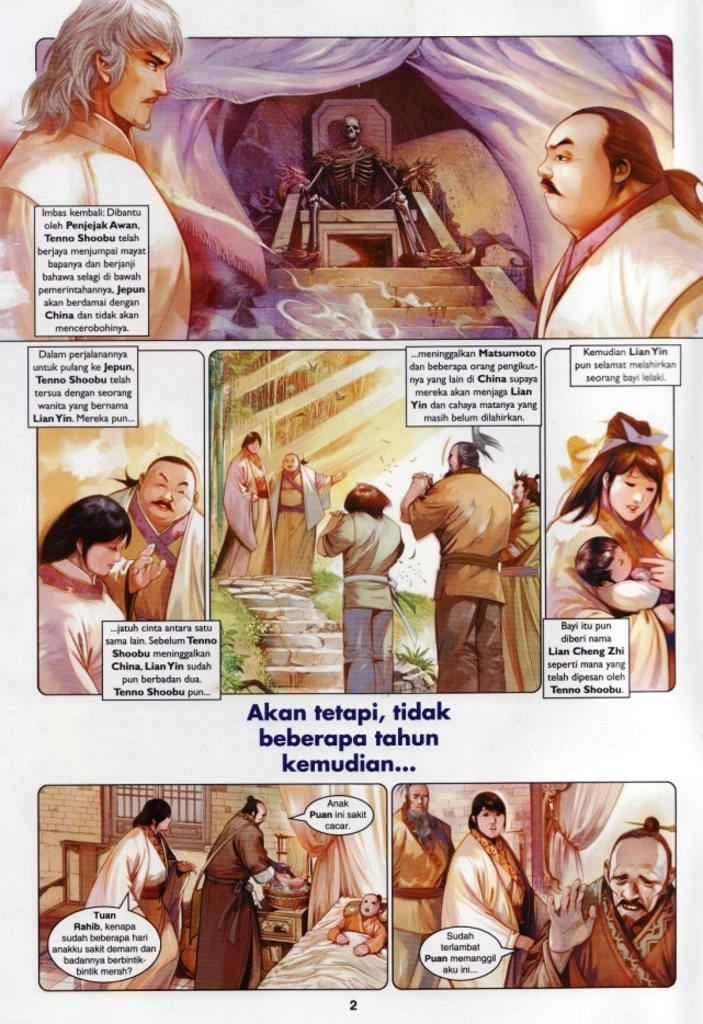 Imbas kembali: Dibantu
oleh Penjejak Awan,
Tenno Shoobu telah
berjaya menjumpai mayat
bapanya dan berjanji
bahawa selagi di bawah
pemerintahannya, Jepun
akan berdamai dengan
China dan tidak akan
mencerobohinya.
Dalam perjalanannya
untuk pulang ke Jepun,
Tenno Shoobu telah
tersua dengan seorang
wanita yang bernama
Lian Yin. Mereka pun...
...jatuh cinta antara satu
sama lain. Sebelum Tenno
Shoobu meninggalkan
China, Lian Yin sudah
pun berbadan dua.
Tenno Shoobu pun...
...meninggalkan Matsumoto
dan beberapa orang pengikut-
nya yang lain di China supaya
mereka akan menjaga Lian
Yin dan cahaya matanya yang
masih belum dilahirkan.
Kemudian Lian Yin
pun selamat melahirkan
seorang bayi lelaki.
Bayi itu pun
diberi nama
Lian Cheng Zhi
seperti mana yang
telah dipesan oleh
Tenno Shoobu.
Akan tetapi, tidak
beberapa tahun
kemudian...
Tuan
Rahib, kenapa
sudah beberapa hari
anakku sakit demam dan
badannya berbintik-
bintik merah?
Anak
Puan ini sakit
cacar.
Sudah
terlambat
Puan memanggil
aku ini...
2